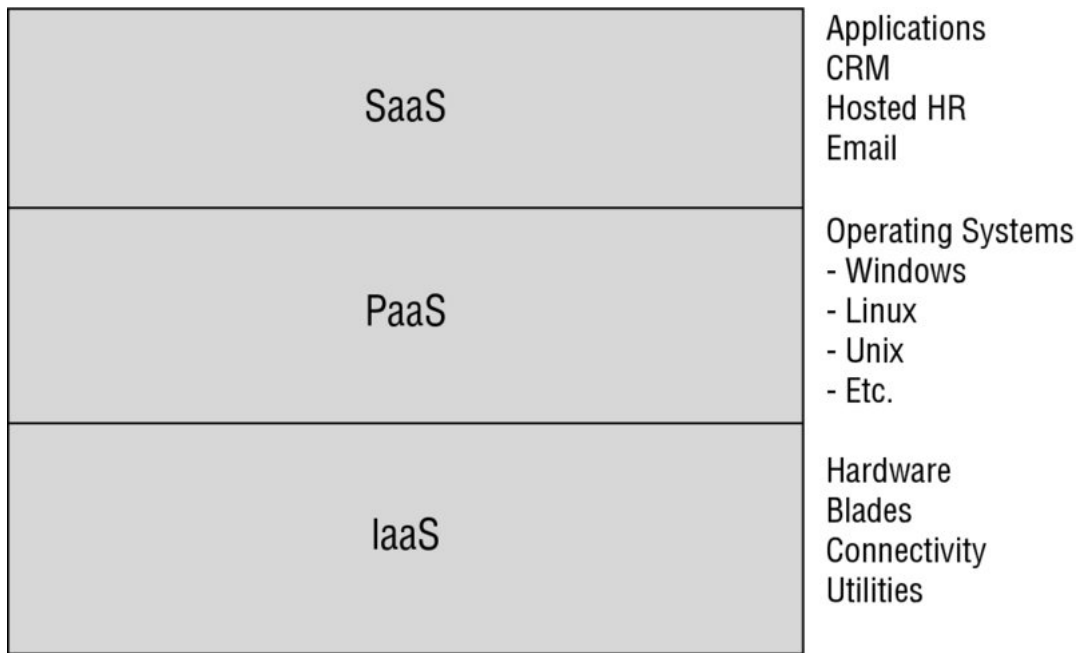 SaaS
Applications
CRM
Hosted HR
Email
PaaS
Operating Systems
- Windows
- Linux
- Unix
- Etc.
IaaS
Hardware
Blades
Connectivity
Utilities